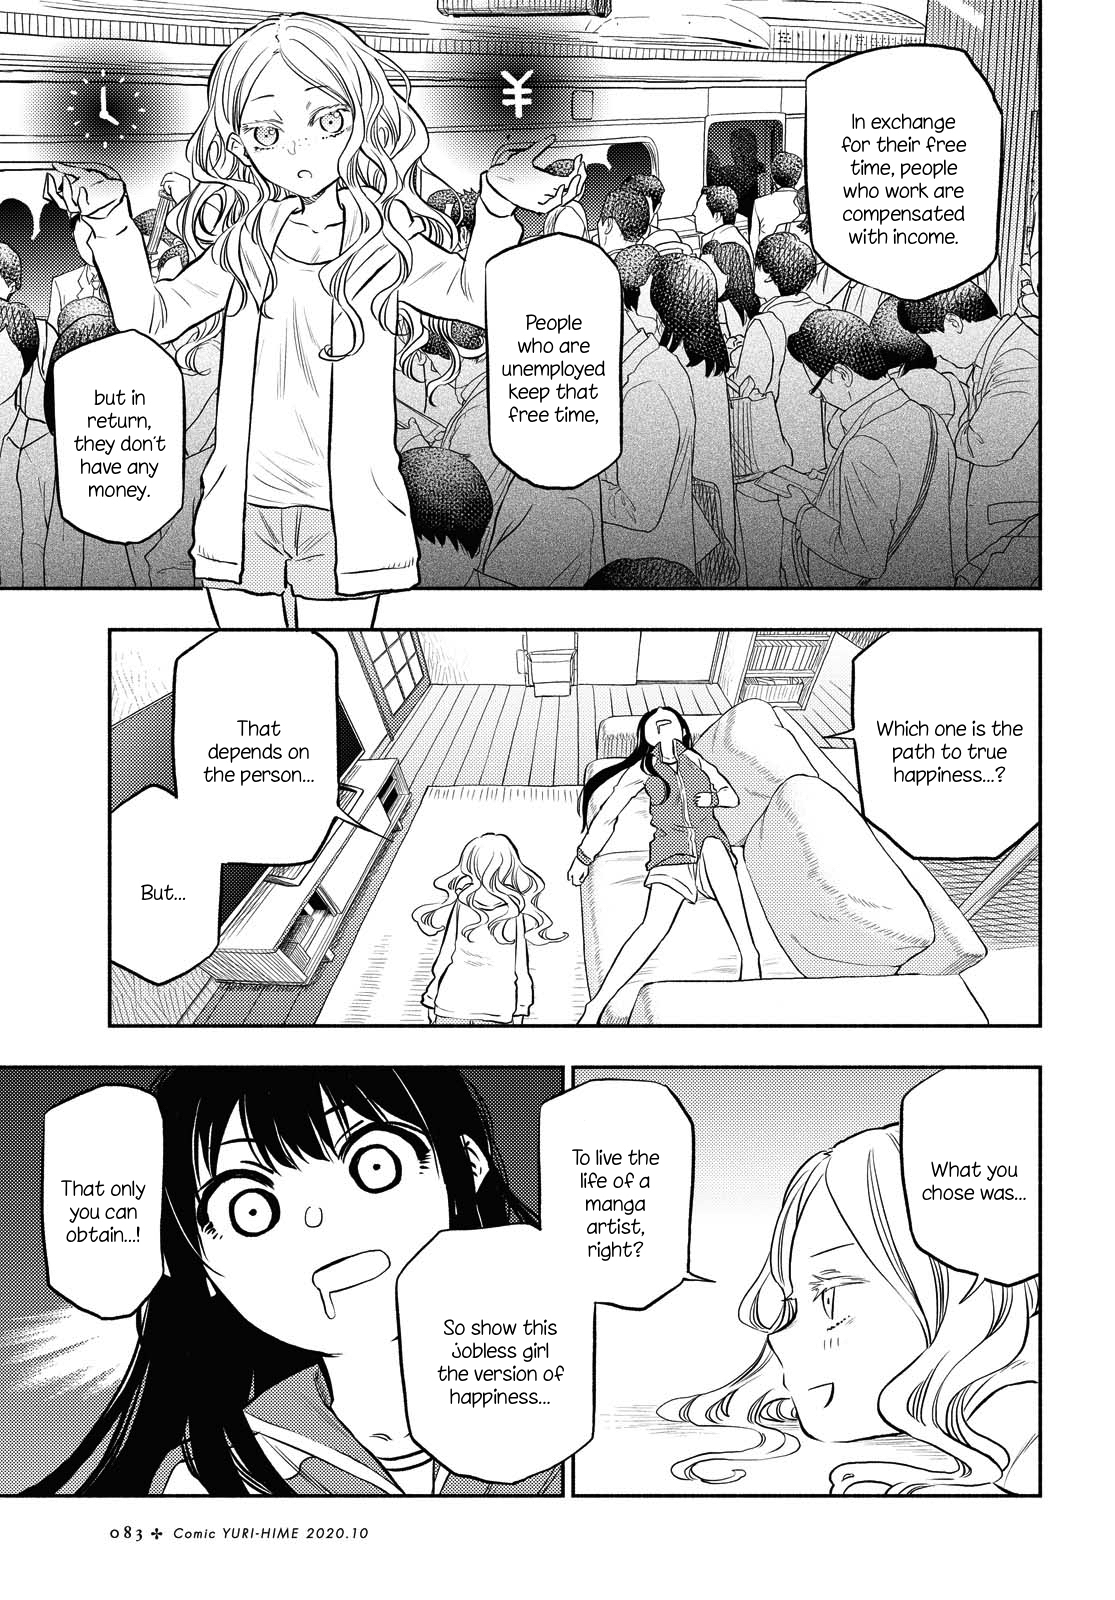 In exchange
for their free
time, people
who work are
compensated
with income.
¥
People
who are
unemployed
keep that
free time,
but in
return,
they don't
have any
money.
Which one is the
path to true
happiness...?
That
depends on
the person...
But...
What you
chose was...
To live the
life of a
manga
artist,
right?
So show this
jobless girl
the version of
happiness...
That only
you can
obtain...!
083 ✣ Comic YURI-HIME 2020.10